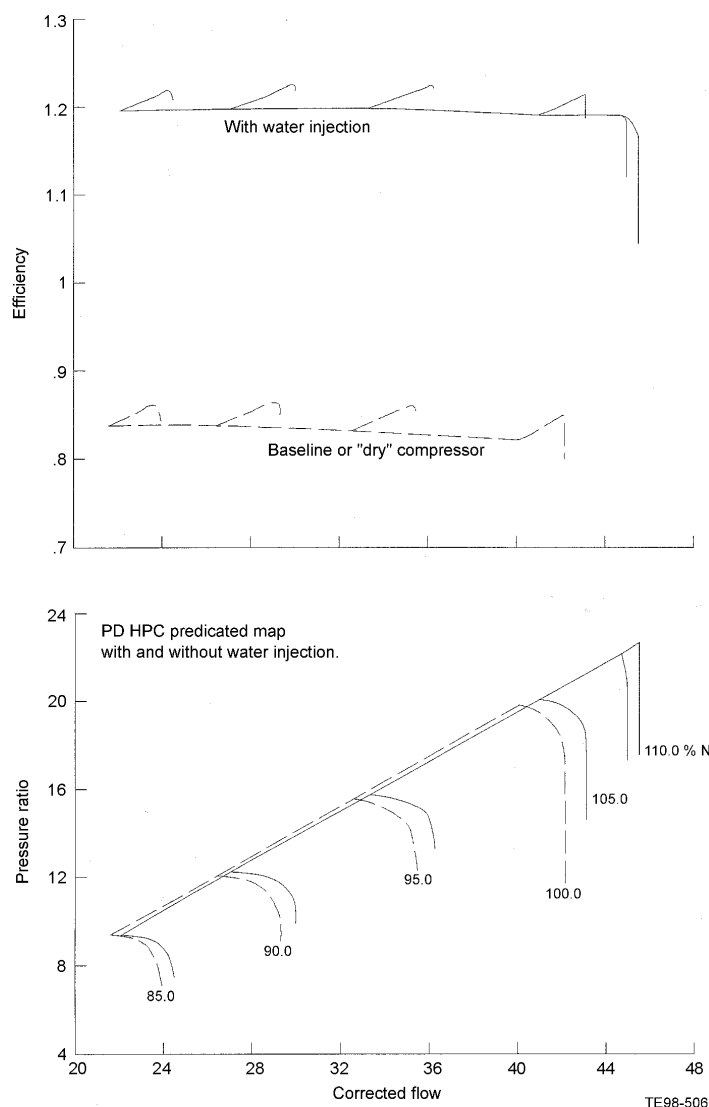 1.3
1.2
1.1
1
.9
.8
.7
Efficiency
With water injection
Baseline or "dry" compressor
24
20
16
12
8
4
Pressure ratio
PD HPC predicated map
with and without water injection.
110.0 % N
105.0
100.0
95.0
90.0
85.0
20
24
28
32
36
40
44
48
Corrected flow
TE98-506